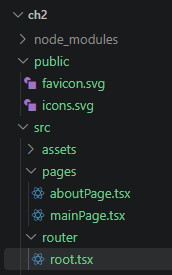 ch2
node_modules
public
favicon.svg
icons.svg
src
assets
pages
aboutPage.tsx
mainPage.tsx
router
root.tsx